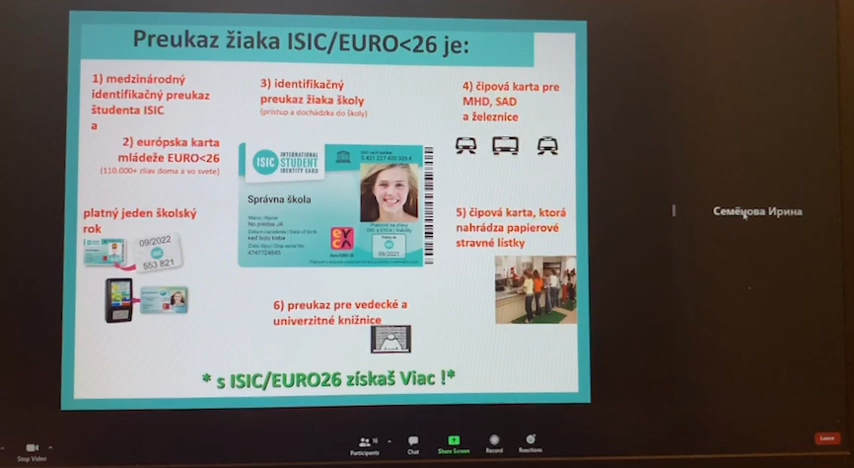 Preukaz žiaka ISIC/EURO<26 je:
1) medzinárodný
identifikačný preukaz
študenta ISIC
a
2) európska karta
mládeže EURO<26
(110.000+ zliav doma a vo svete)
platný jeden školský
rok
09/2022
553 821
3) identifikačný
preukaz žiaka školy
(prístup a dochádzka do školy)
ISIC
INTERNATIONAL
STUDENT
IDENTITY CARD
Správna škola
09/2021
4) čipová karta pre
MHD, SAD
a železnice
5) čipová karta, ktorá
nahrádza papierové
stravné lístky
6) preukaz pre vedecké a
univerzitné knižnice
* s ISIC/EURO26 získaš Viac !*
Семёнова Ирина
Stop Video
16
Participants
Chat
Share Screen
Record
Reactions
Leave